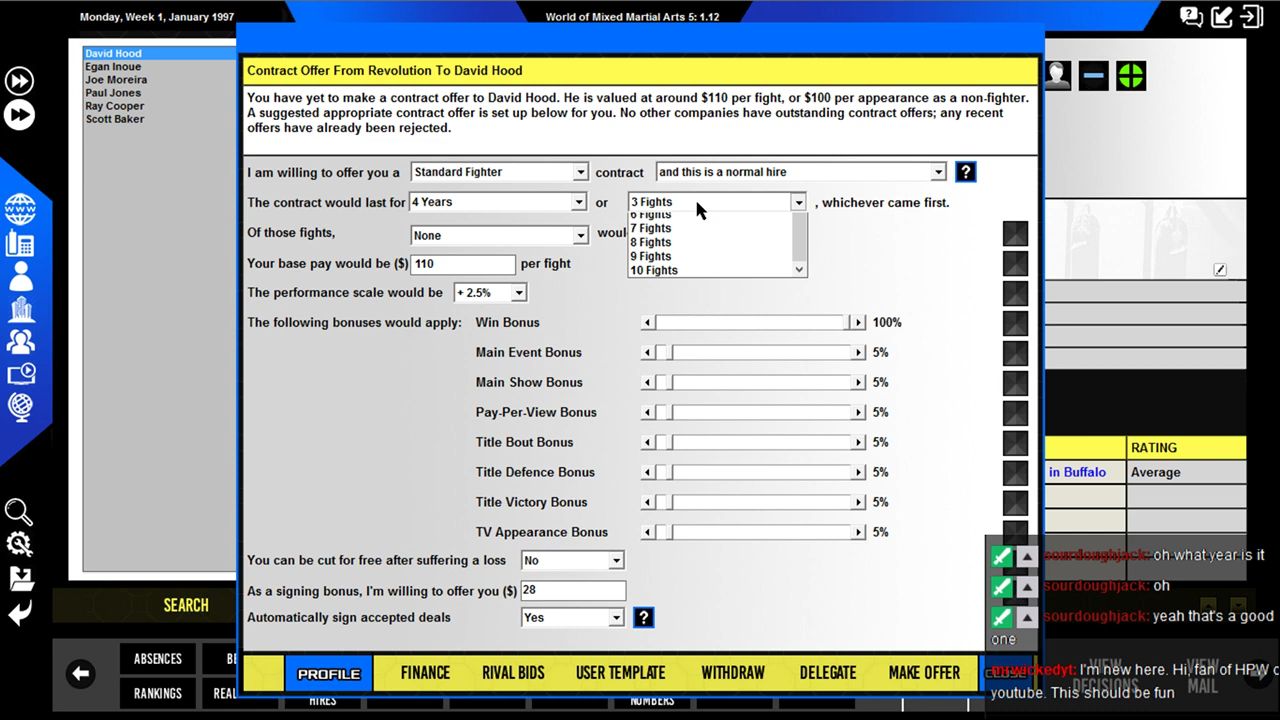 Monday, Week 1, January 1997
World of Mixed Martial Arts 5: 1.12
David Hood
Egan Inoue
Joe Moreira
Paul Jones
Ray Cooper
Scott Baker
Contract Offer From Revolution To David Hood
You have yet to make a contract offer to David Hood. He is valued at around $110 per fight, or $100 per appearance as a non-fighter.
A suggested appropriate contract offer is set up below for you. No other companies have outstanding contract offers; any recent
offers have already been rejected.
I am willing to offer you a Standard Fighter contract and this is a normal hire ?
The contract would last for 4 Years or 3 Fights , whichever came first.
6 Fights
7 Fights
8 Fights
9 Fights
10 Fights
Of those fights, None
Your base pay would be ($) 110 per fight
The performance scale would be + 2.5%
The following bonuses would apply: Win Bonus 100%
Main Event Bonus 5%
Main Show Bonus 5%
Pay-Per-View Bonus 5%
Title Bout Bonus 5%
Title Defence Bonus 5%
Title Victory Bonus 5%
TV Appearance Bonus 5%
You can be cut for free after suffering a loss No
As a signing bonus, I'm willing to offer you ($) 28
Automatically sign accepted deals Yes ?
PROFILE FINANCE RIVAL BIDS USER TEMPLATE WITHDRAW DELEGATE MAKE OFFER CLOSE
RATING
in Buffalo Average
WWW
SEARCH
ABSENCES
RANKINGS
HIRES
NUMBERS
VIEW
DECISIONS
VIEW
MAIL
sourdoughjack: oh what year is it
sourdoughjack: oh
sourdoughjack: yeah that's a good
one
mrwickedyt: I'm new here. Hi, fan of HPW
youtube. This should be fun